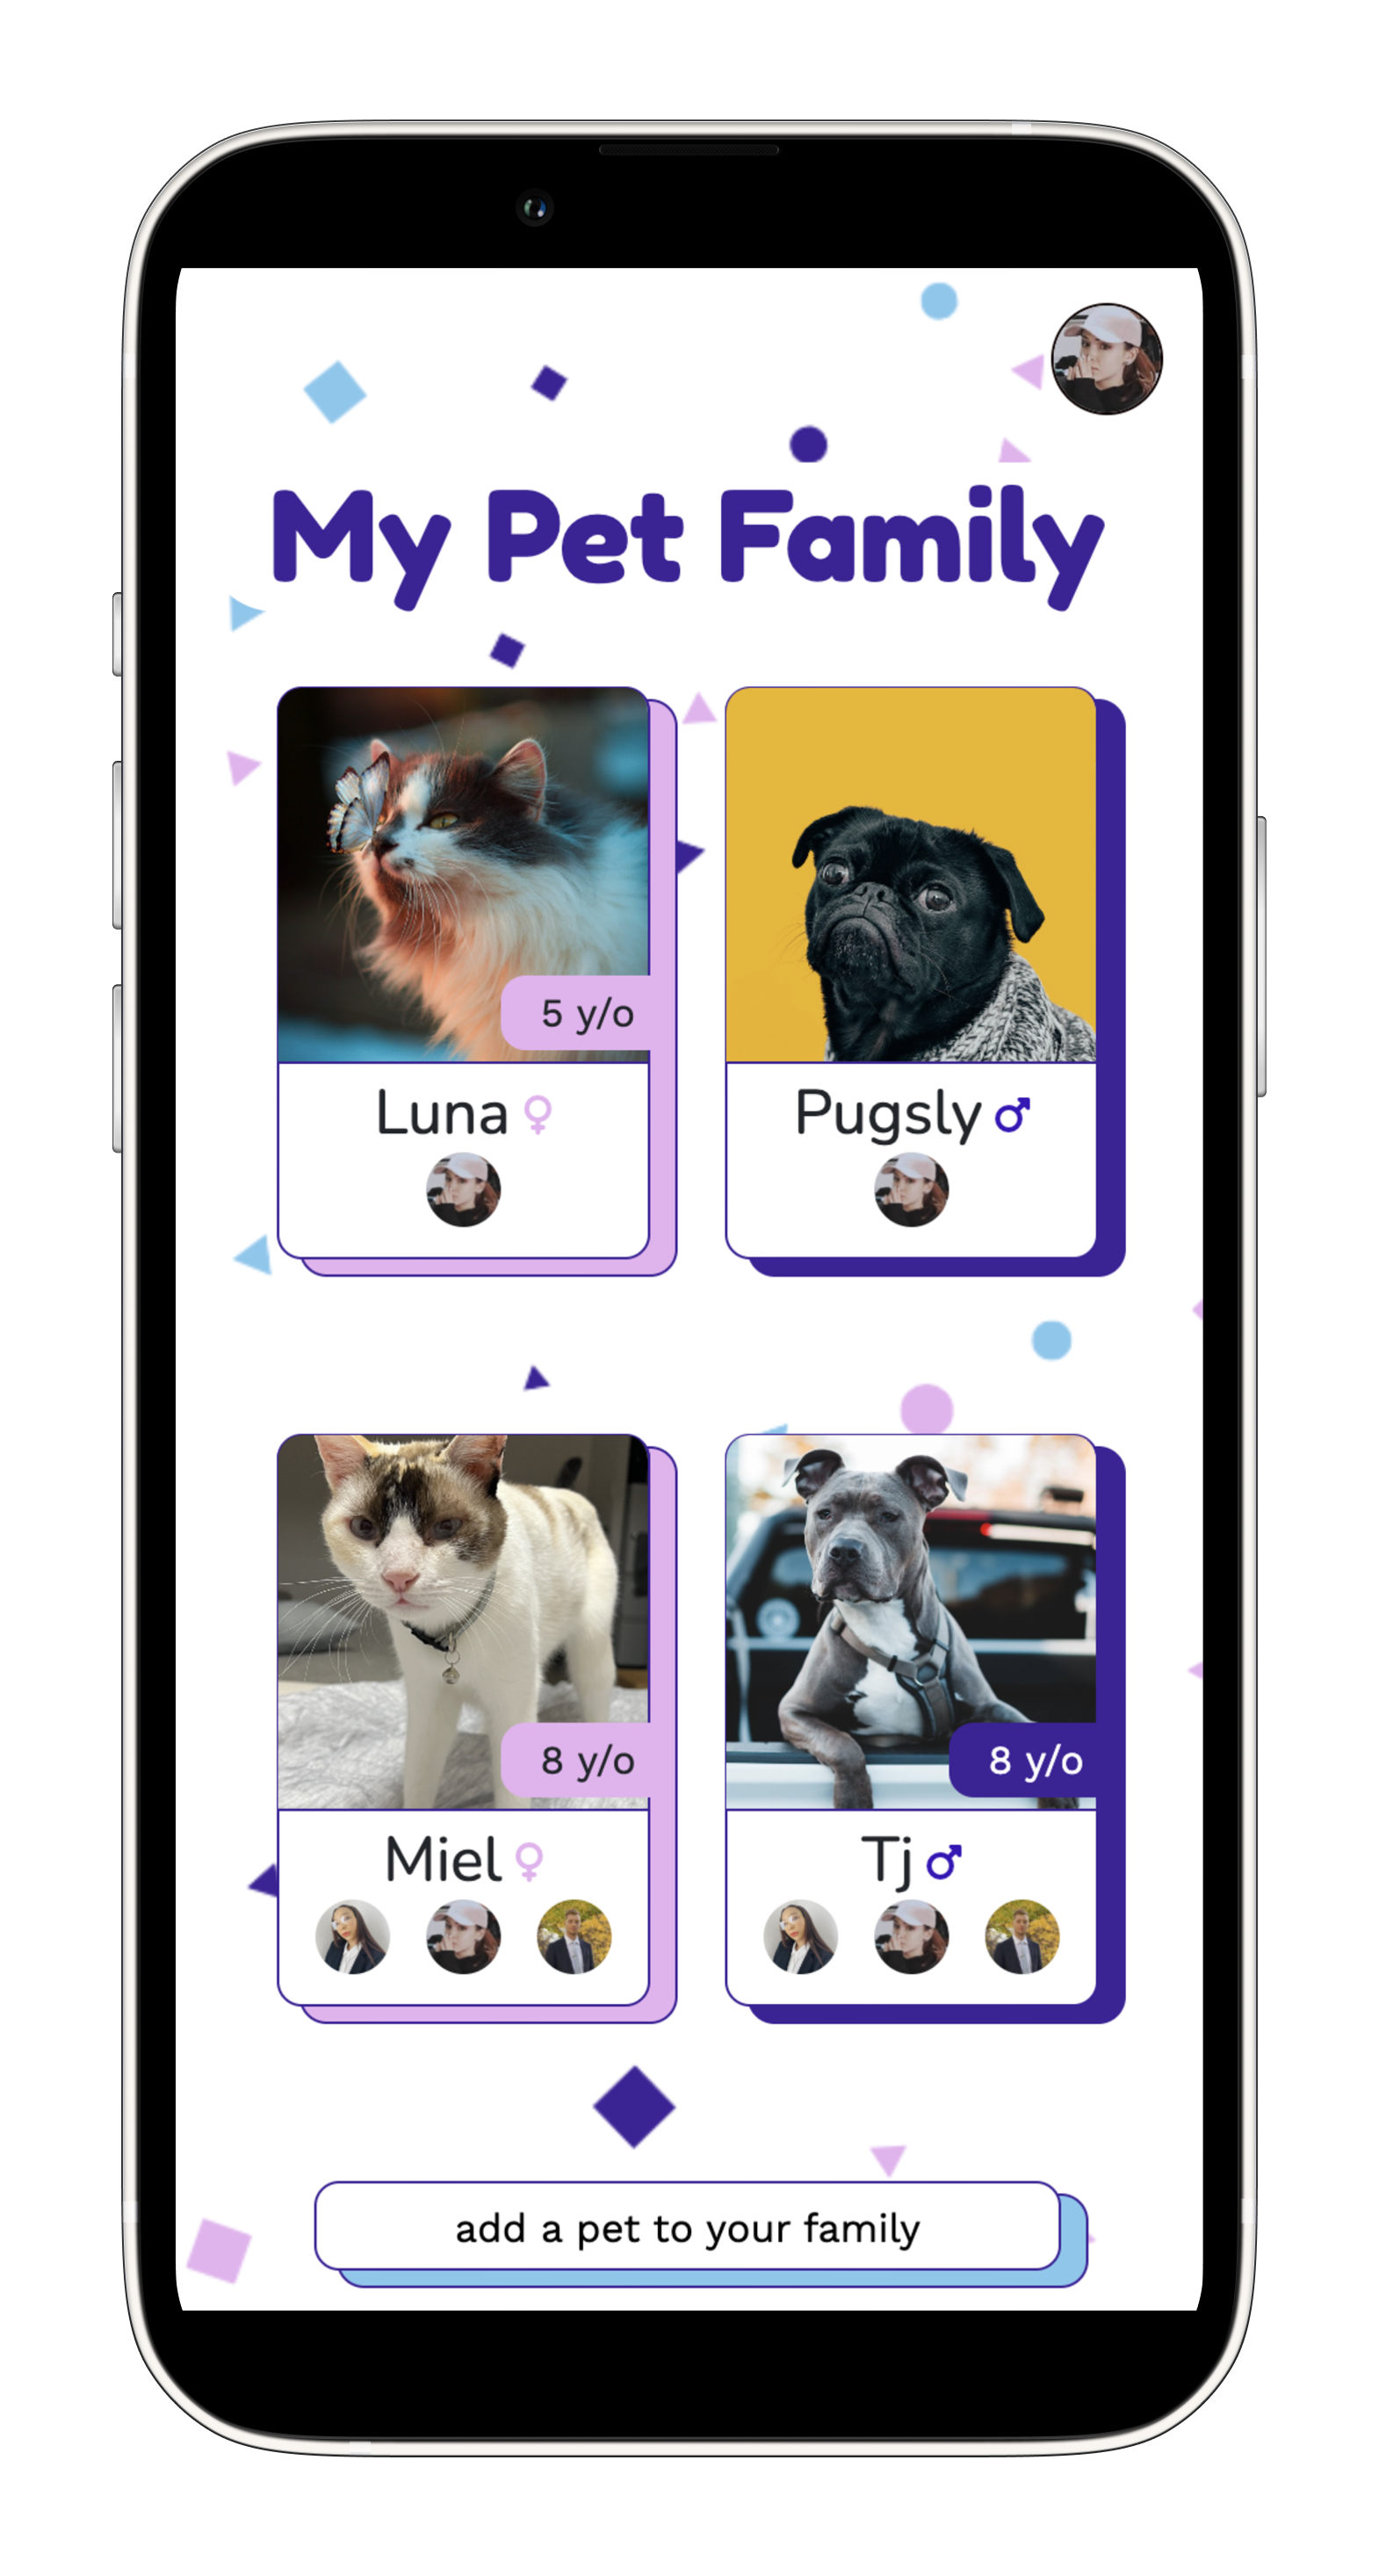 My Pet Family
5 y/o
Luna ♀
Pugsly ♂
8 y/o
Miel ♀
8 y/o
Tj ♂
add a pet to your family